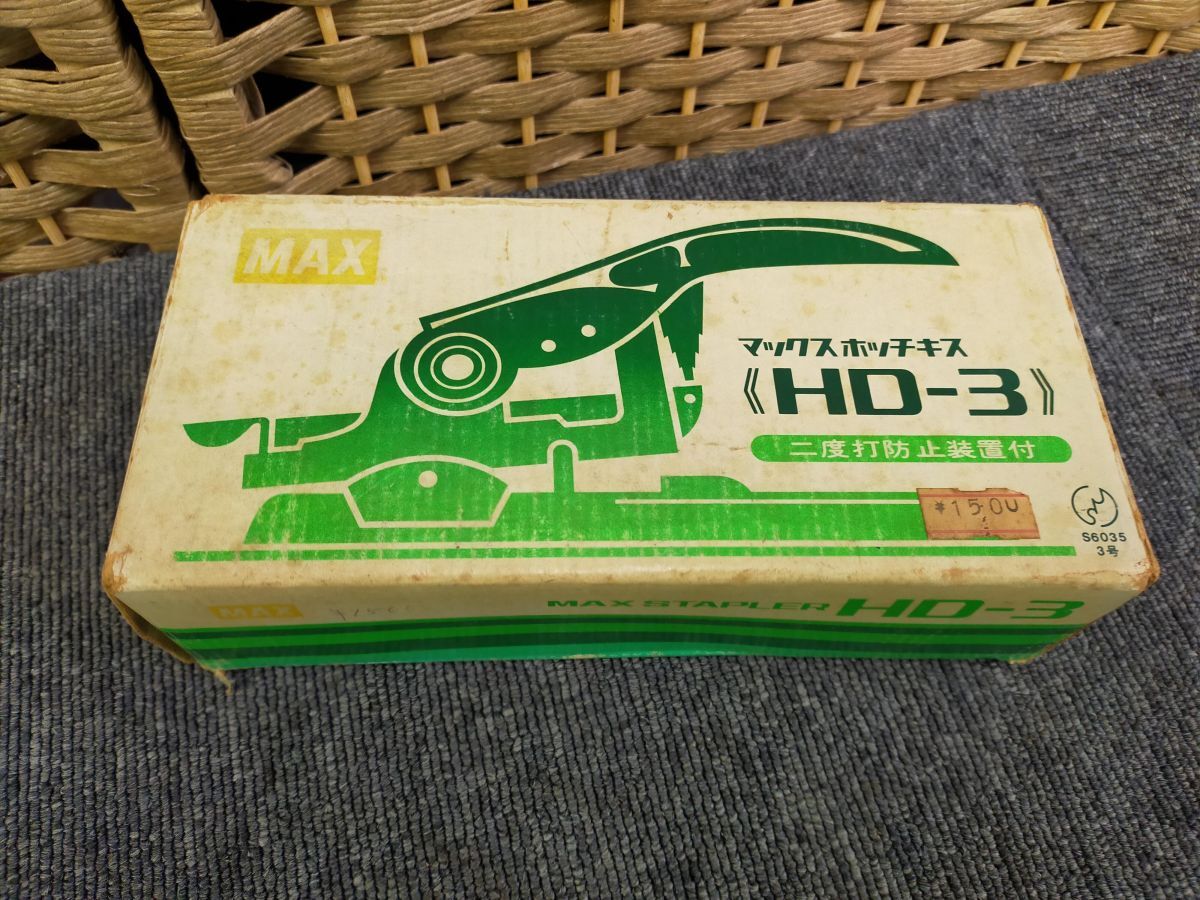 MAX
マックスホッチキス
《HD-3》
二度打防止装置付
¥1500
S6035
3号
MAX
MAX STAPLER HD-3